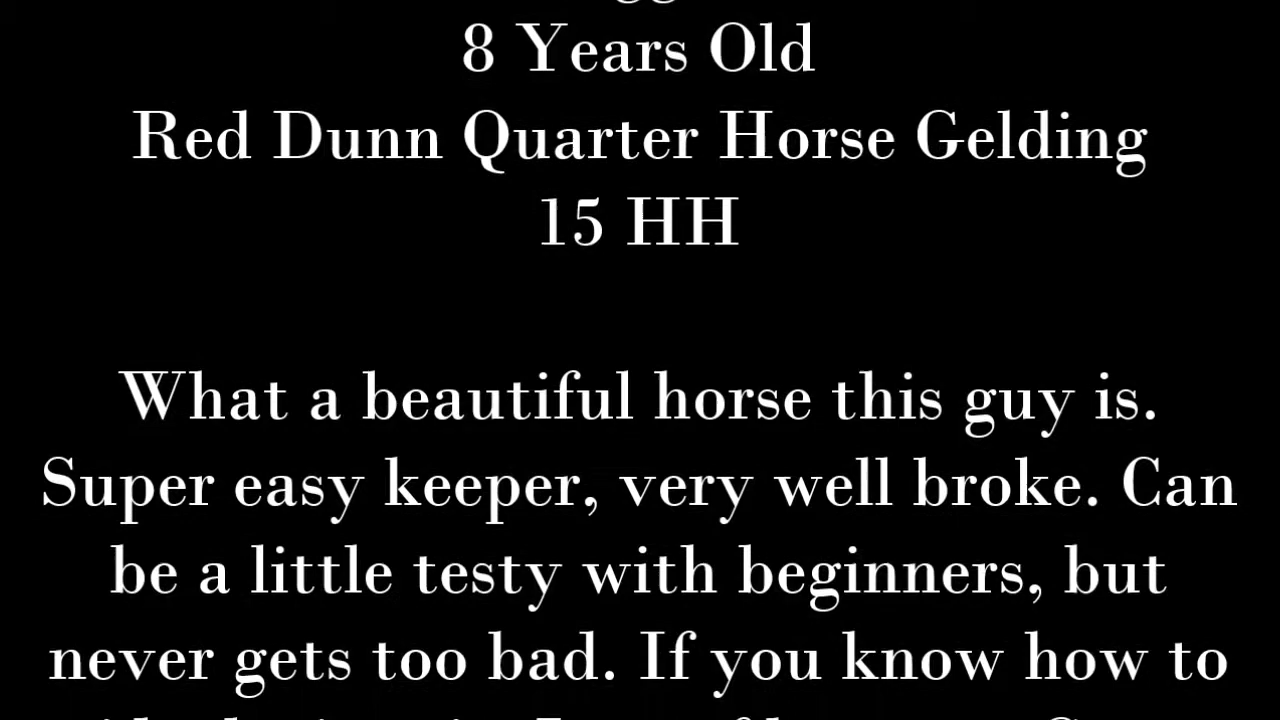 8 Years Old
Red Dunn Quarter Horse Gelding
15 HH
What a beautiful horse this guy is.
Super easy keeper, very well broke. Can
be a little testy with beginners, but
never gets too bad. If you know how to